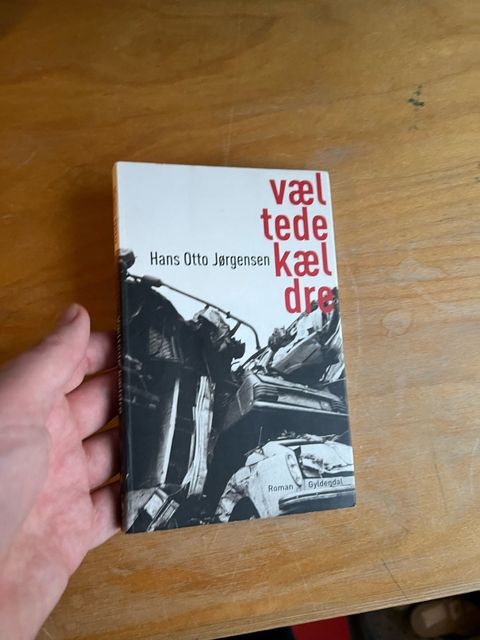 væl
tede
Hans Otto Jørgensen kæl
dre
Roman Gyldendal